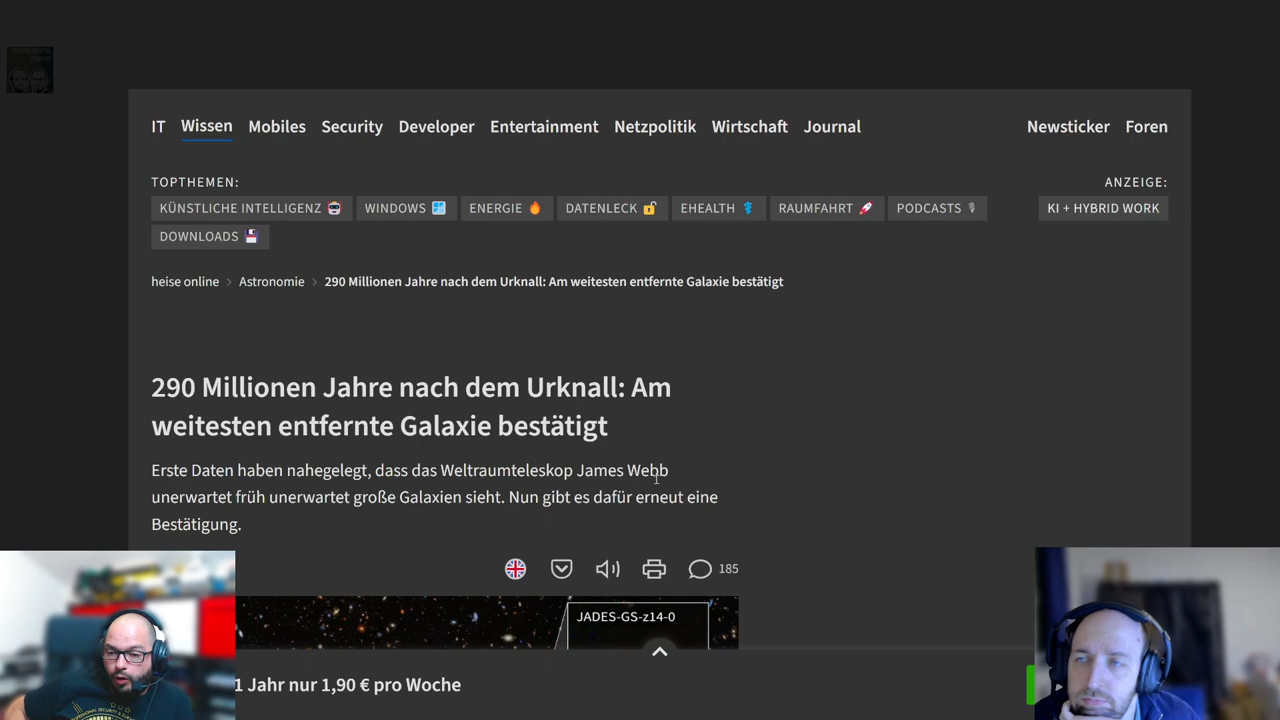 IT Wissen Mobiles Security Developer Entertainment Netzpolitik Wirtschaft Journal Newsticker Foren
TOPTHEMEN: ANZEIGE:
KÜNSTLICHE INTELLIGENZ WINDOWS ENERGIE DATENLECK EHEALTH RAUMFAHRT PODCASTS KI + HYBRID WORK
DOWNLOADS
heise online > Astronomie > 290 Millionen Jahre nach dem Urknall: Am weitesten entfernte Galaxie bestätigt
290 Millionen Jahre nach dem Urknall: Am
weitesten entfernte Galaxie bestätigt
Erste Daten haben nahegelegt, dass das Weltraumteleskop James Webb
unerwartet früh unerwartet große Galaxien sieht. Nun gibt es dafür erneut eine
Bestätigung.
185
JADES-GS-z14-0
1 Jahr nur 1,90 € pro Woche